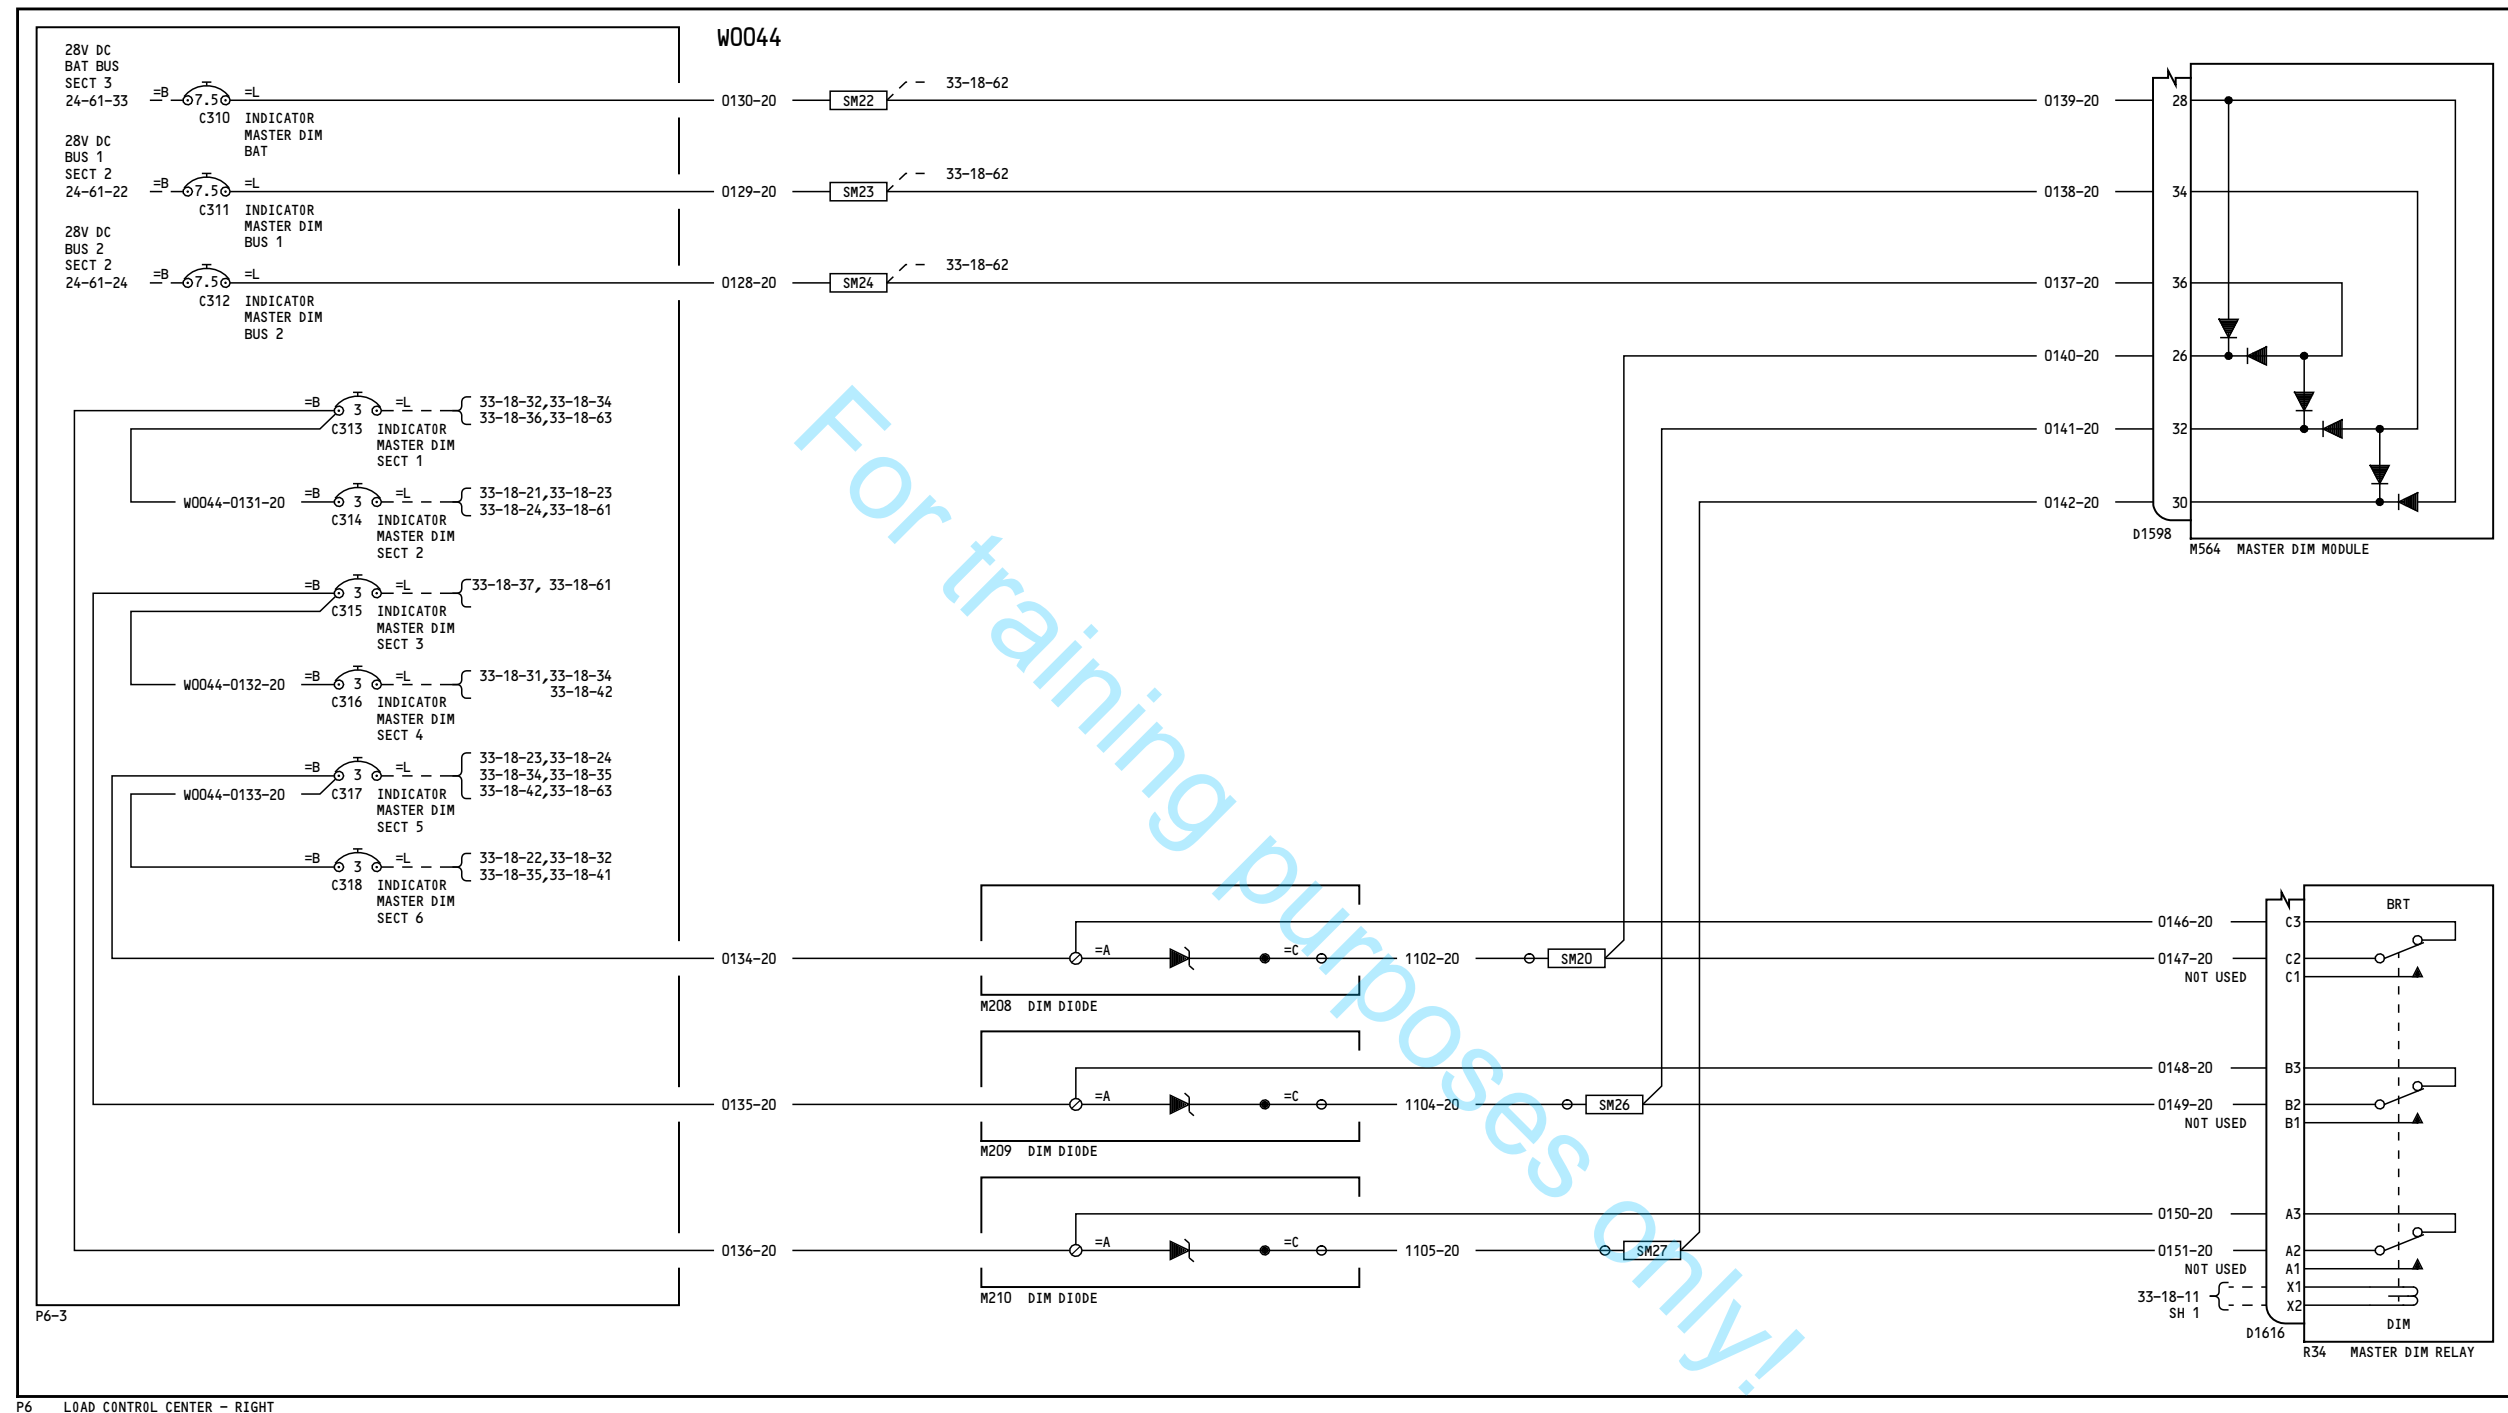 W0044
28V DC
BAT BUS
SECT 3
24-61-33
=B
7.5
=L
C310 INDICATOR
MASTER DIM
BAT
0130-20
SM22
33-18-62
0139-20
28
28V DC
BUS 1
SECT 2
24-61-22
=B
7.5
=L
C311 INDICATOR
MASTER DIM
BUS 1
0129-20
SM23
33-18-62
0138-20
34
28V DC
BUS 2
SECT 2
24-61-24
=B
7.5
=L
C312 INDICATOR
MASTER DIM
BUS 2
0128-20
SM24
33-18-62
0137-20
36
0140-20
26
0141-20
32
0142-20
30
D1598
M564 MASTER DIM MODULE
=B
3
=L
33-18-32,33-18-34
33-18-36,33-18-63
C313 INDICATOR
MASTER DIM
SECT 1
W0044-0131-20
=B
3
=L
33-18-21,33-18-23
33-18-24,33-18-61
C314 INDICATOR
MASTER DIM
SECT 2
=B
3
=L
33-18-37, 33-18-61
C315 INDICATOR
MASTER DIM
SECT 3
W0044-0132-20
=B
3
=L
33-18-31,33-18-34
33-18-42
C316 INDICATOR
MASTER DIM
SECT 4
=B
3
=L
33-18-23,33-18-24
33-18-34,33-18-35
33-18-42,33-18-63
W0044-0133-20
C317 INDICATOR
MASTER DIM
SECT 5
=B
3
=L
33-18-22,33-18-32
33-18-35,33-18-41
C318 INDICATOR
MASTER DIM
SECT 6
For training purposes only!
0134-20
=A
=C
1102-20
SM20
M208 DIM DIODE
0135-20
=A
=C
1104-20
SM26
M209 DIM DIODE
0136-20
=A
=C
1105-20
SM27
M210 DIM DIODE
BRT
0146-20
C3
0147-20
C2
NOT USED
C1
0148-20
B3
0149-20
B2
NOT USED
B1
0150-20
A3
0151-20
A2
NOT USED
A1
33-18-11
SH 1
X1
X2
DIM
D1616
R34 MASTER DIM RELAY
P6-3
P6 LOAD CONTROL CENTER - RIGHT